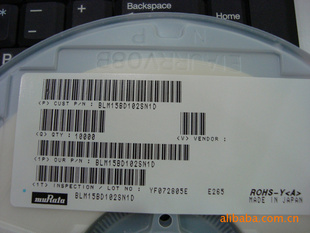 Backspace
(P) CUST P/N : BLM15BD102SN1D
(Q) QTY : 10000
(V) VENDOR :
(1P) OUR P/N : BLM15BD102SN1D
(1T) INSPECTION / LOT NO : YF072805E E265
BLM15BD102SN1D
muRata
ROHS-Y<A>
MADE IN JAPAN
alibaba.com.cn